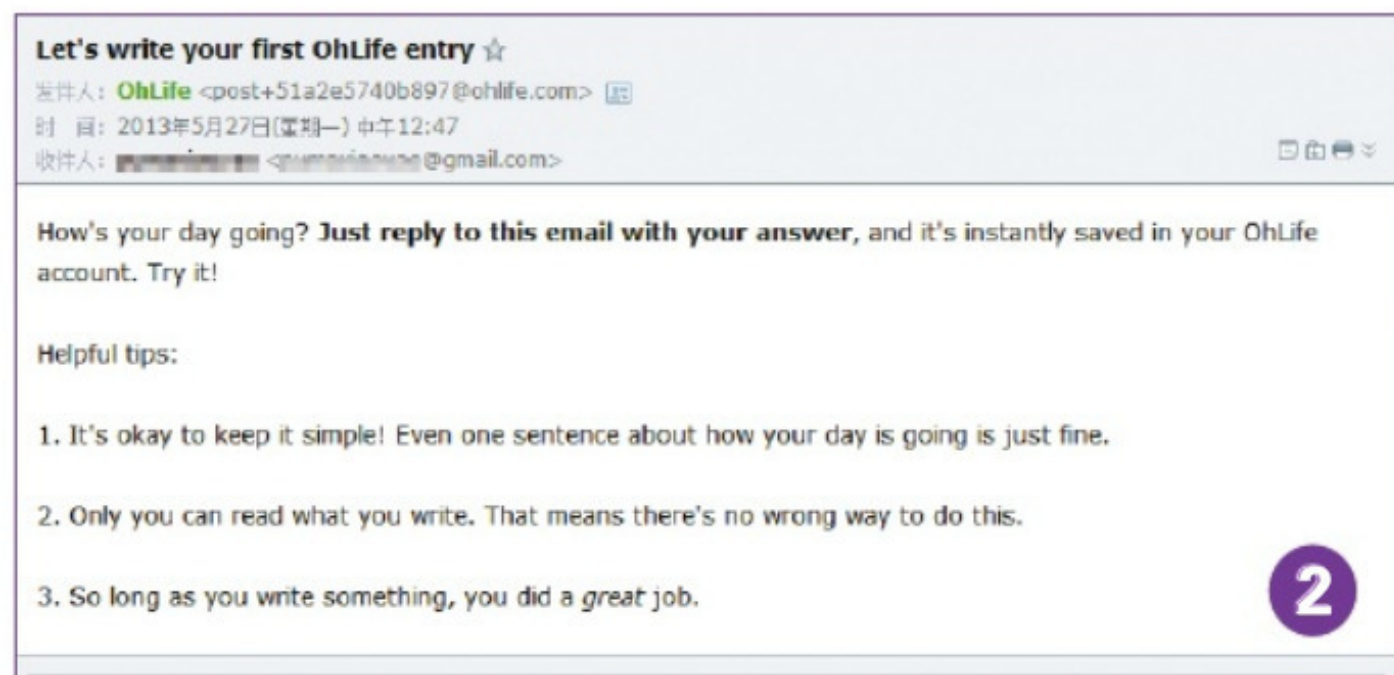 Let's write your first OhLife entry
发件人: OhLife <post+51a2e5740b897@ohlife.com>
时 间: 2013年5月27日(星期一) 中午12:47
收件人: @gmail.com>
How's your day going? Just reply to this email with your answer, and it's instantly saved in your OhLife
account. Try it!
Helpful tips:
1. It's okay to keep it simple! Even one sentence about how your day is going is just fine.
2. Only you can read what you write. That means there's no wrong way to do this.
3. So long as you write something, you did a great job.
2